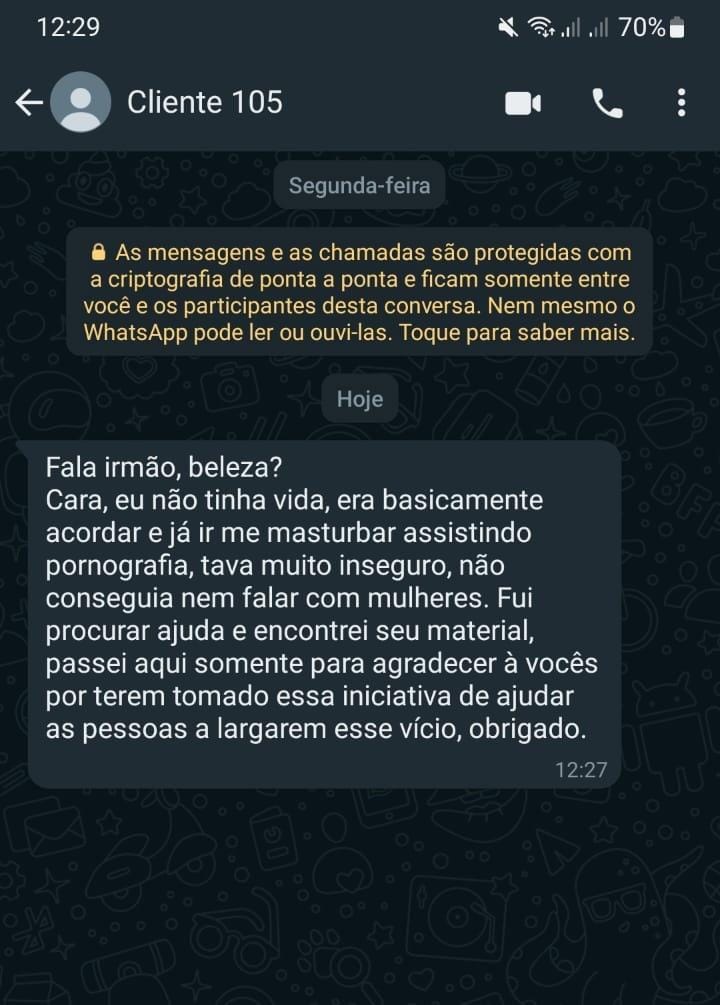 12:29
70%
Cliente 105
Segunda-feira
As mensagens e as chamadas são protegidas com
a criptografia de ponta a ponta e ficam somente entre
você e os participantes desta conversa. Nem mesmo o
WhatsApp pode ler ou ouvi-las. Toque para saber mais.
Hoje
Fala irmão, beleza?
Cara, eu não tinha vida, era basicamente
acordar e já ir me masturbar assistindo
pornografia, tava muito inseguro, não
conseguia nem falar com mulheres. Fui
procurar ajuda e encontrei seu material,
passei aqui somente para agradecer à vocês
por terem tomado essa iniciativa de ajudar
as pessoas a largarem esse vício, obrigado.
12:27